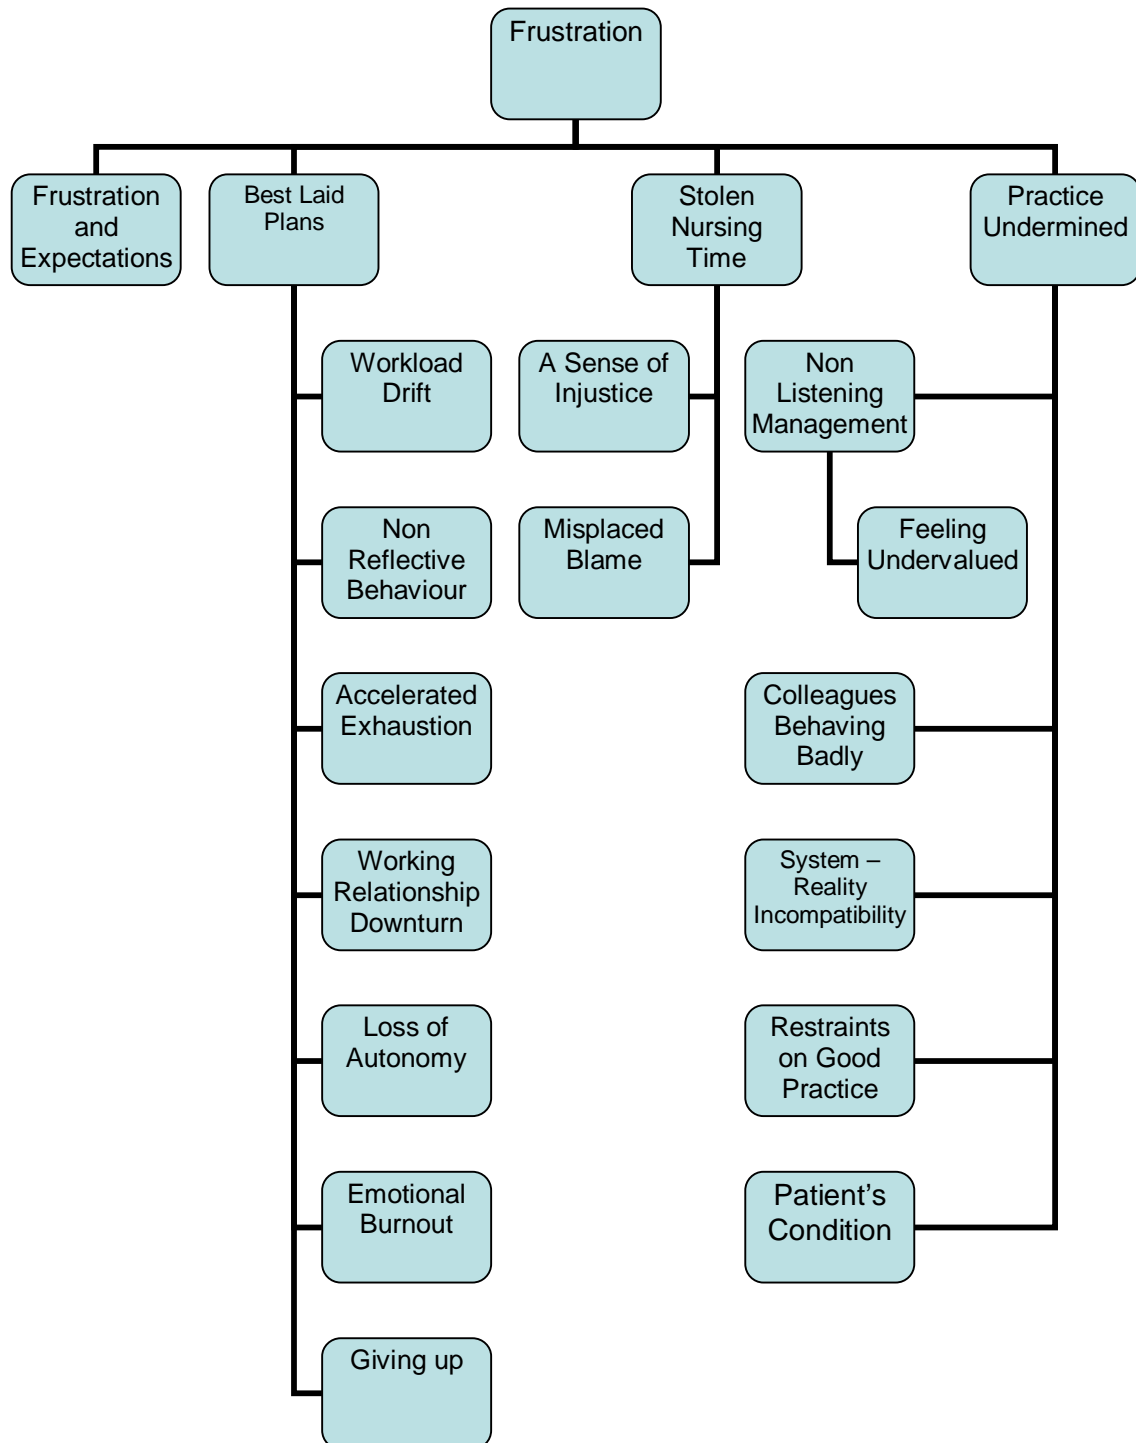 Frustration
Frustration
and
Expectations
Best Laid
Plans
Stolen
Nursing
Time
Practice
Undermined
Workload
Drift
A Sense of
Injustice
Non
Listening
Management
Non
Reflective
Behaviour
Misplaced
Blame
Feeling
Undervalued
Accelerated
Exhaustion
Colleagues
Behaving
Badly
Working
Relationship
Downturn
System –
Reality
Incompatibility
Loss of
Autonomy
Restraints
on Good
Practice
Emotional
Burnout
Patient’s
Condition
Giving up